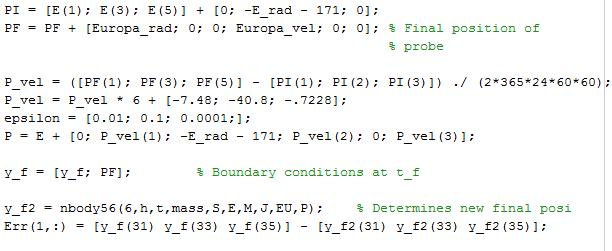 PI = [E(1); E(3); E(5)] + [0; -E_rad - 171; 0];
PF = PF + [Europa_rad; 0; 0; Europa_vel; 0; 0]; % Final position of
% probe
P_vel = ([PF(1); PF(3); PF(5)] - [PI(1); PI(2); PI(3)]) ./ (2*365*24*60*60);
P_vel = P_vel * 6 + [-7.48; -40.8; -.7228];
epsilon = [0.01; 0.1; 0.0001;];
P = E + [0; P_vel(1); -E_rad - 171; P_vel(2); 0; P_vel(3)];
y_f = [y_f; PF]; % Boundary conditions at t_f
y_f2 = nbody56(6,h,t,mass,S,E,M,J,EU,P); % Determines new final posi
Err(1,:) = [y_f(31) y_f(33) y_f(35)] - [y_f2(31) y_f2(33) y_f2(35)];